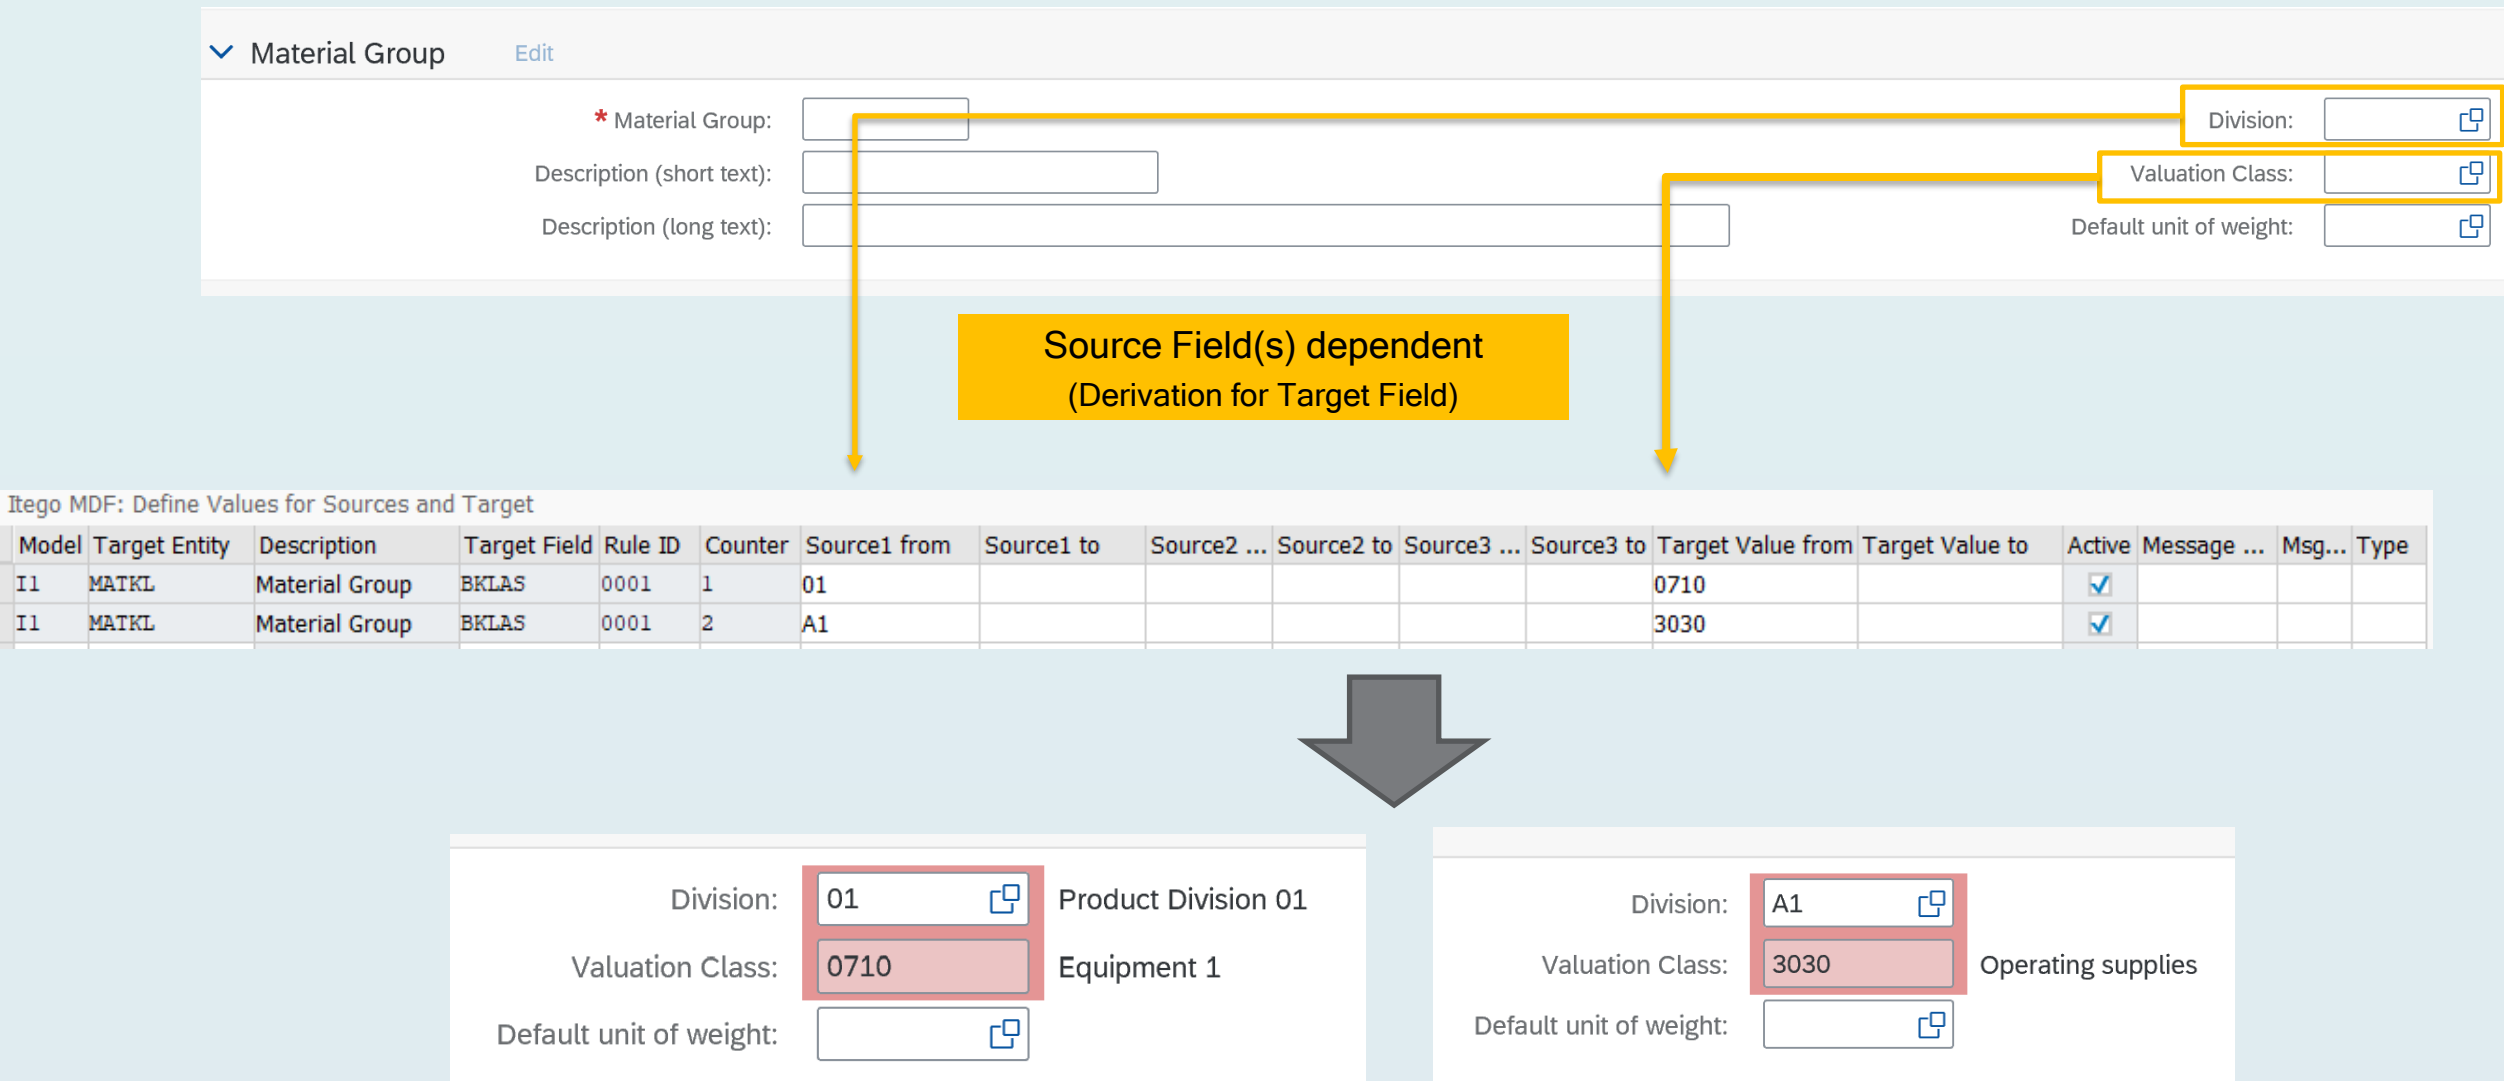 Material Group Edit
* Material Group: Division:
Description (short text): Valuation Class:
Description (long text): Default unit of weight:
Source Field(s) dependent
(Derivation for Target Field)
Itego MDF: Define Values for Sources and Target
Model Target Entity Description Target Field Rule ID Counter Source1 from Source1 to Source2 ... Source2 to Source3 ... Source3 to Target Value from Target Value to Active Message ... Msg... Type
I1 MATKL Material Group BKLAS 0001 1 01 0710
I1 MATKL Material Group BKLAS 0001 2 A1 3030
Division: 01 Product Division 01
Valuation Class: 0710 Equipment 1
Default unit of weight:
Division: A1
Valuation Class: 3030 Operating supplies
Default unit of weight: